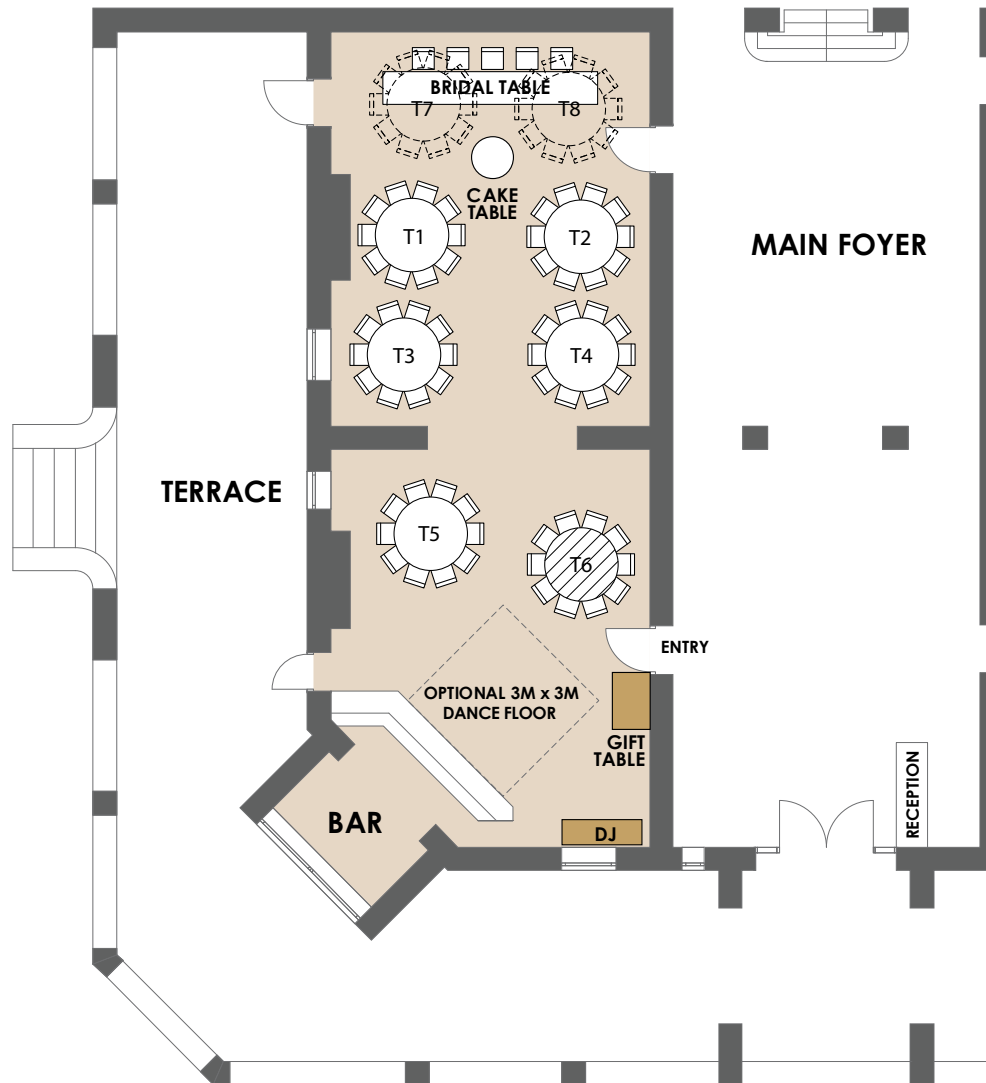 BRIDAL TABLE
T7
T8
CAKE
TABLE
T1
T2
MAIN FOYER
T3
T4
TERRACE
T5
T6
ENTRY
OPTIONAL 3M x 3M
DANCE FLOOR
GIFT
TABLE
RECEPTION
BAR
DJ